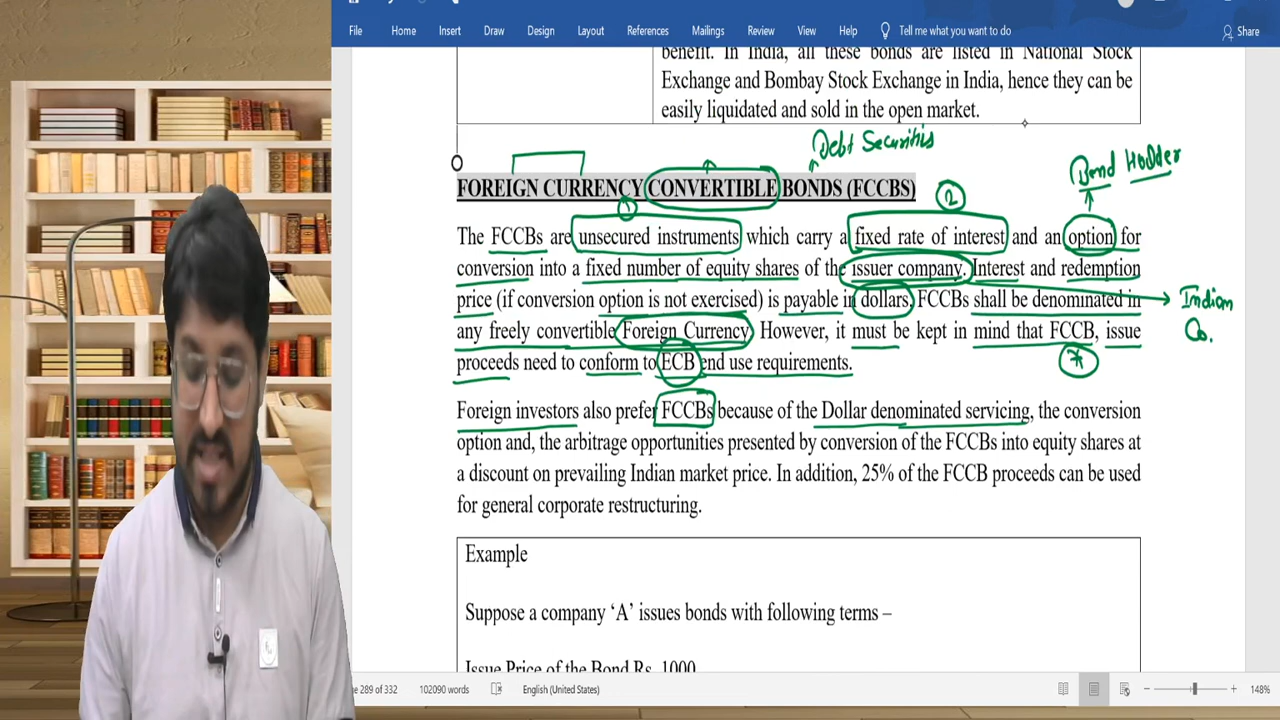 File Home Insert Draw Design Layout References Mailings Review View Help Tell me what you want to do Share
benefit. In India, all these bonds are listed in National Stock
Exchange and Bombay Stock Exchange in India, hence they can be
easily liquidated and sold in the open market.
Debt Securities
Bond Holder
FOREIGN CURRENCY CONVERTIBLE BONDS (FCCBS)
1
2
The FCCBs are unsecured instruments which carry a fixed rate of interest and an option for
conversion into a fixed number of equity shares of the issuer company. Interest and redemption
price (if conversion option is not exercised) is payable in dollars. FCCBs shall be denominated in
Indian
any freely convertible Foreign Currency. However, it must be kept in mind that FCCB, issue
Co.
proceeds need to conform to ECB end use requirements.
*
Foreign investors also prefer FCCBs because of the Dollar denominated servicing, the conversion
option and, the arbitrage opportunities presented by conversion of the FCCBs into equity shares at
a discount on prevailing Indian market price. In addition, 25% of the FCCB proceeds can be used
for general corporate restructuring.
Example
Suppose a company ‘A’ issues bonds with following terms –
Issue Price of the Bond Rs. 1000
289 of 332 102090 words English (United States) 148%